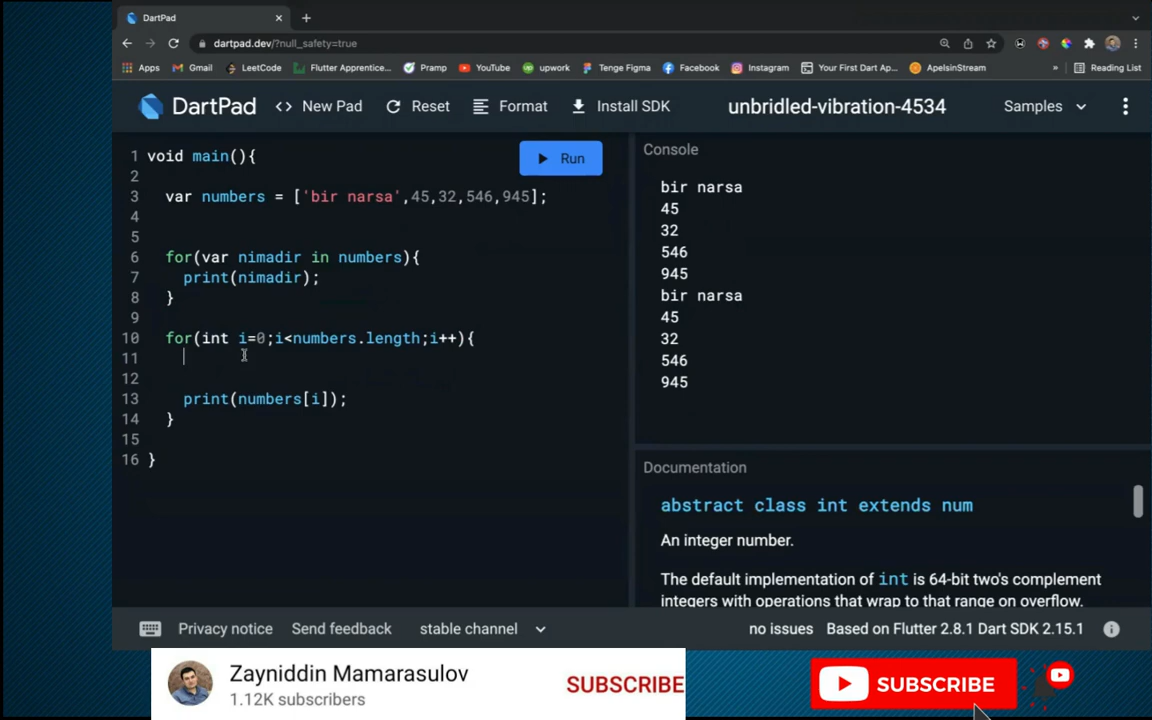 DartPad
dartpad.dev/?null_safety=true
Apps Gmail LeetCode Flutter Apprentice... Pramp YouTube upwork Tenge Figma Facebook Instagram Your First Dart Ap... ApelsinStream » Reading List
DartPad <> New Pad Reset Format Install SDK unbridled-vibration-4534 Samples
Run
1 void main(){
2
3 var numbers = ['bir narsa',45,32,546,945];
4
5
6 for(var nimadir in numbers){
7 print(nimadir);
8 }
9
10 for(int i=0;i<numbers.length;i++){
11
12
13 print(numbers[i]);
14 }
15
16 }
Console
bir narsa
45
32
546
945
bir narsa
45
32
546
945
Documentation
abstract class int extends num
An integer number.
The default implementation of int is 64-bit two's complement
integers with operations that wrap to that range on overflow.
Privacy notice Send feedback stable channel no issues Based on Flutter 2.8.1 Dart SDK 2.15.1
Zayniddin Mamarasulov
1.12K subscribers
SUBSCRIBE
SUBSCRIBE